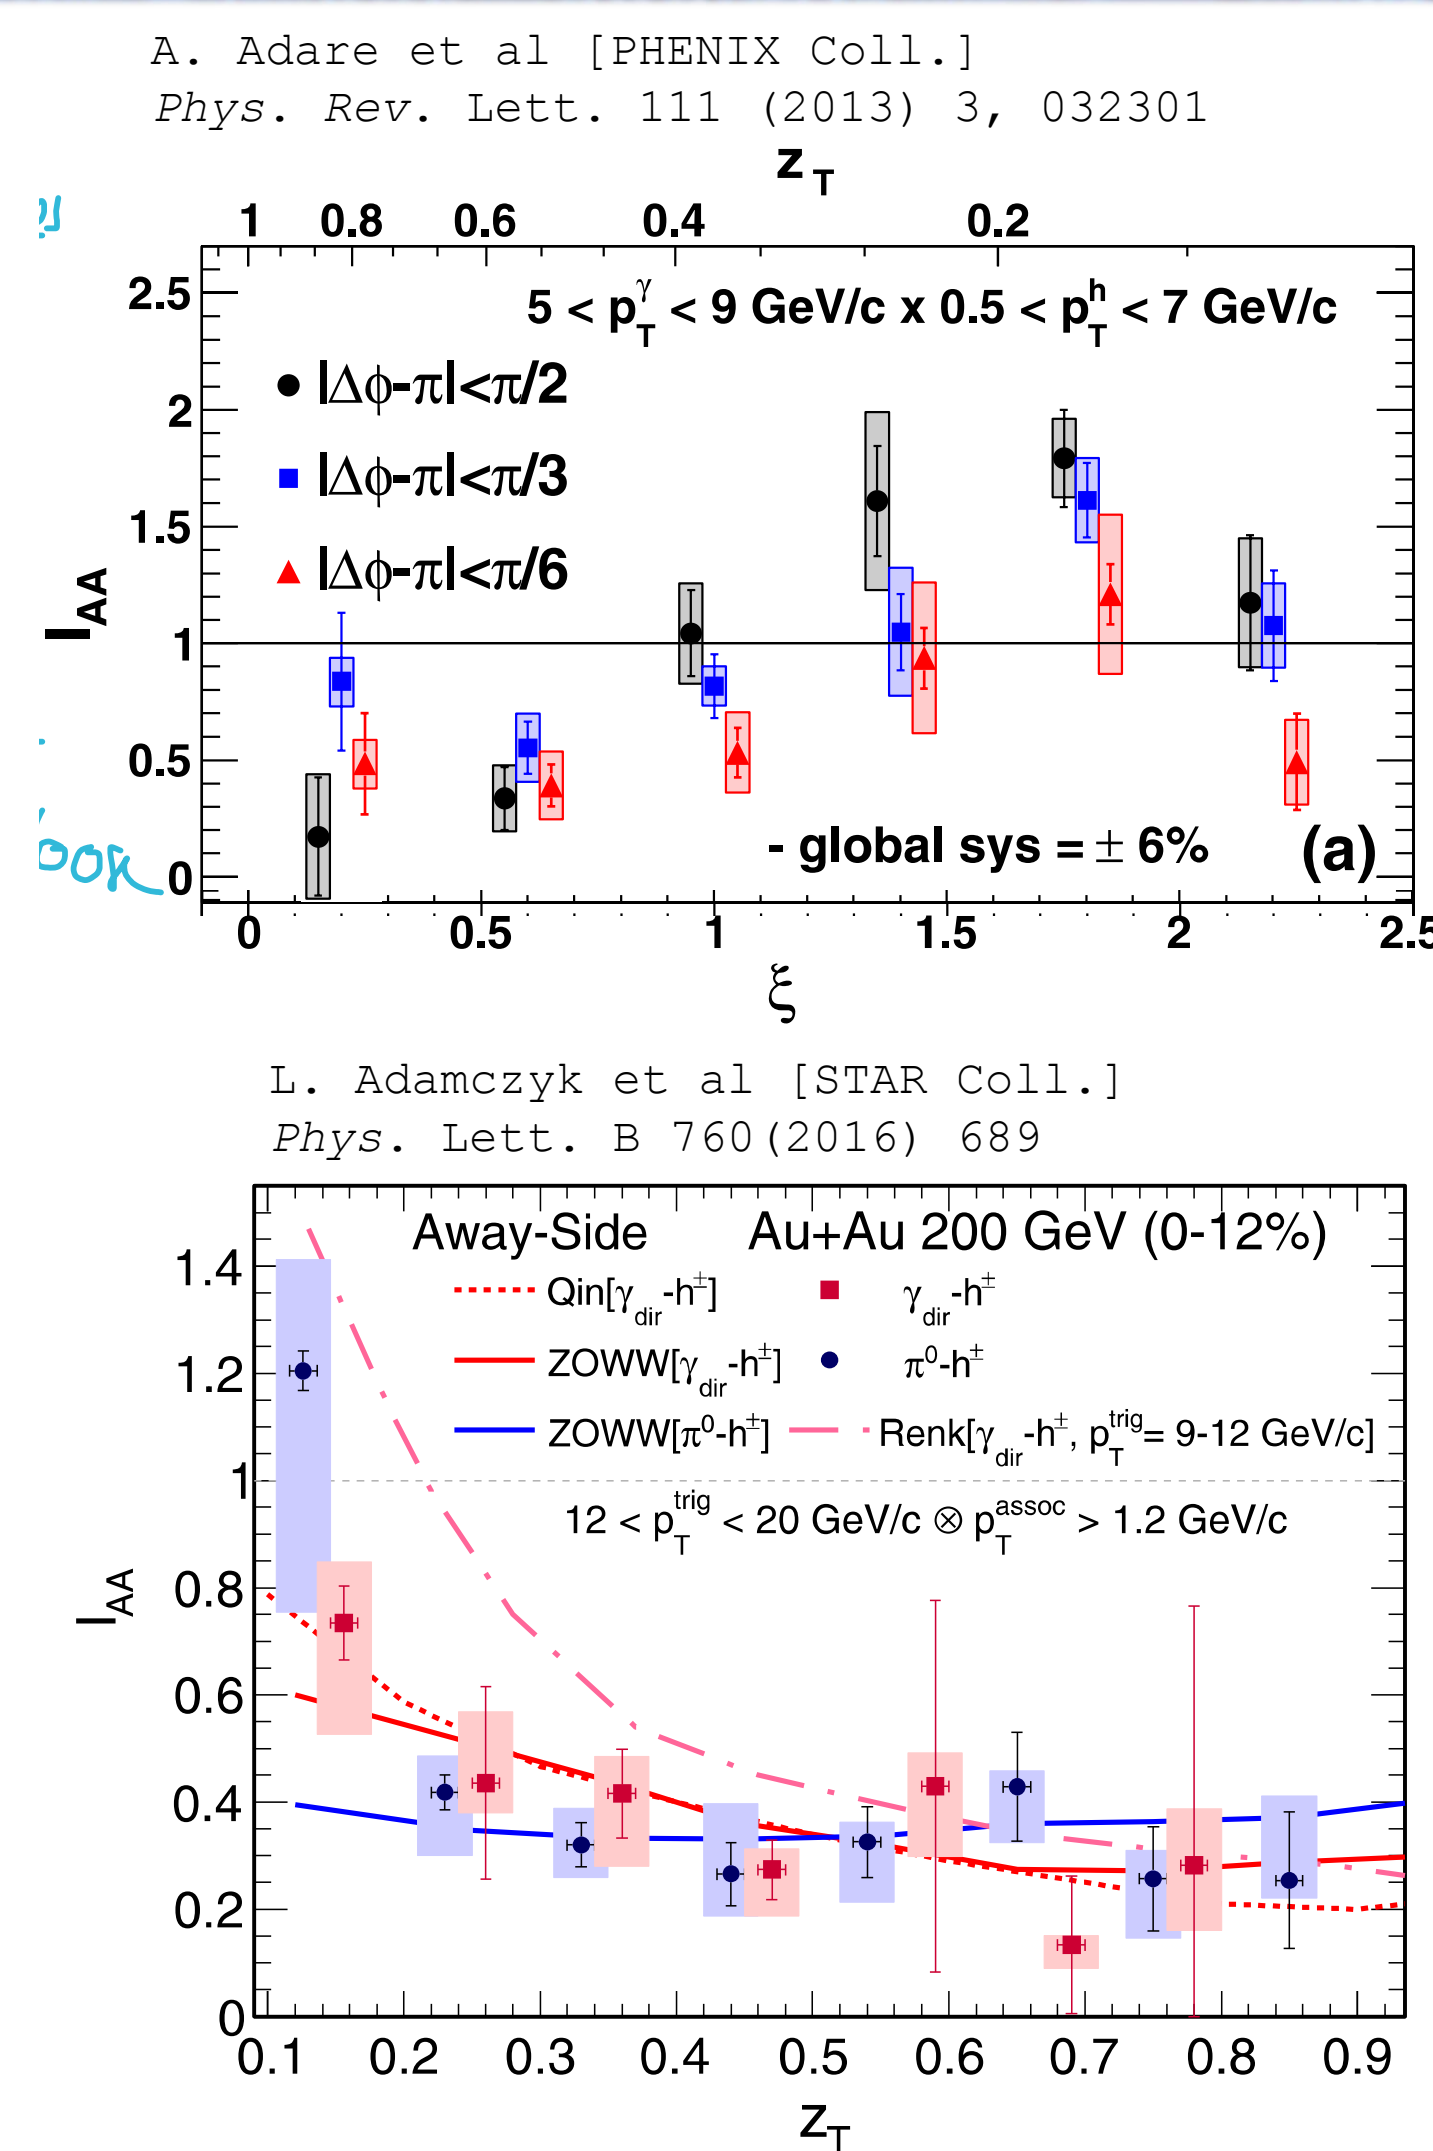 A. Adare et al [PHENIX Coll.]
Phys. Rev. Lett. 111 (2013) 3, 032301
z_T
1 0.8 0.6 0.4 0.2
5 < p_T^γ < 9 GeV/c x 0.5 < p_T^h < 7 GeV/c
|Δϕ-π|<π/2
|Δϕ-π|<π/3
|Δϕ-π|<π/6
2.5
2
1.5
1
0.5
0
I_AA
- global sys = ± 6%
(a)
0 0.5 1 1.5 2 2.5
ξ
L. Adamczyk et al [STAR Coll.]
Phys. Lett. B 760(2016) 689
Away-Side Au+Au 200 GeV (0-12%)
Qin[γ_dir-h^±] γ_dir-h^±
ZOWW[γ_dir-h^±] π^0-h^±
ZOWW[π^0-h^±] Renk[γ_dir-h^±, p_T^trig= 9-12 GeV/c]
12 < p_T^trig < 20 GeV/c ⊗ p_T^assoc > 1.2 GeV/c
1.4
1.2
1
0.8
0.6
0.4
0.2
0
I_AA
0.1 0.2 0.3 0.4 0.5 0.6 0.7 0.8 0.9
z_T